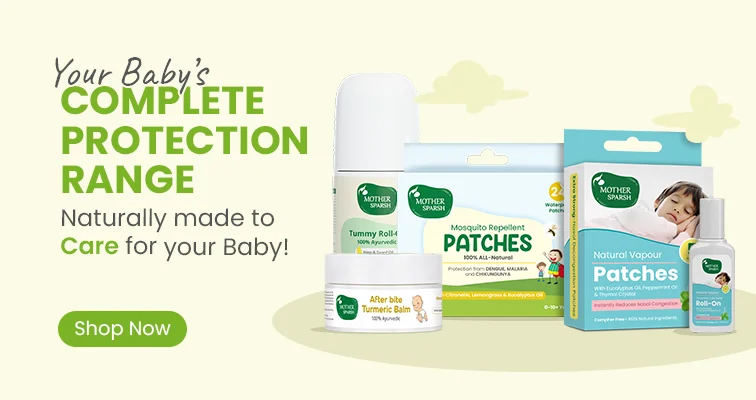 Your Baby's
COMPLETE
PROTECTION
RANGE
Naturally made to
Care for your Baby!
Shop Now
MOTHER
SPARSH
Tummy Roll-
100% Ayurvedic
MOTHER
SPARSH
After bite
Turmeric Balm
100% Ayurvedic
MOTHER
SPARSH
Mosquito Repellent
PATCHES
100% ALL-Natural
Protection from DENGUE, MALARIA
and CHIKUNGUNYA
Citronella, Lemongrass & Eucalyptus Oil
MOTHER
SPARSH
Natural Vapour
Patches
With Eucalyptus Oil, Peppermint Oil
& Thymol Crystal
Instantly Reduces Nasal Congestion
MOTHER
SPARSH
Roll-On